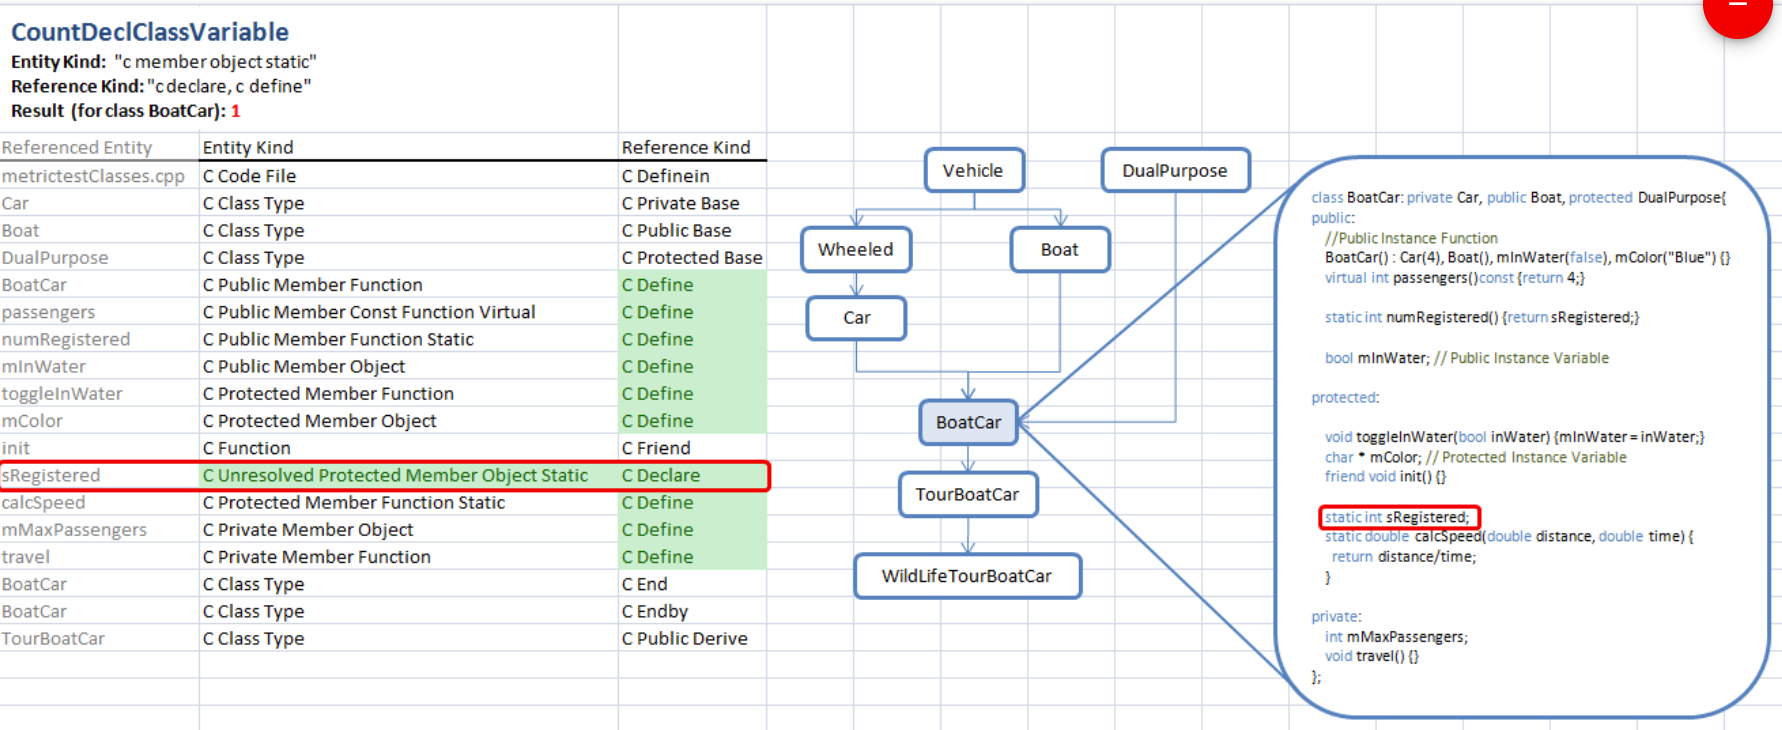 CountDeclClassVariable
Entity Kind: "c member object static"
Reference Kind: "c declare, c define"
Result (for class BoatCar): 1
Referenced Entity Entity Kind Reference Kind
metrictestClasses.cpp C Code File C Definein
Car C Class Type C Private Base
Boat C Class Type C Public Base
DualPurpose C Class Type C Protected Base
BoatCar C Public Member Function C Define
passengers C Public Member Const Function Virtual C Define
numRegistered C Public Member Function Static C Define
mInWater C Public Member Object C Define
toggleInWater C Protected Member Function C Define
mColor C Protected Member Object C Define
init C Function C Friend
sRegistered C Unresolved Protected Member Object Static C Declare
calcSpeed C Protected Member Function Static C Define
mMaxPassengers C Private Member Object C Define
travel C Private Member Function C Define
BoatCar C Class Type C End
BoatCar C Class Type C Endby
TourBoatCar C Class Type C Public Derive
Vehicle
DualPurpose
Wheeled
Boat
Car
BoatCar
TourBoatCar
WildLifeTourBoatCar
class BoatCar: private Car, public Boat, protected DualPurpose{
public:
//Public Instance Function
BoatCar() : Car(4), Boat(), mInWater(false), mColor("Blue") {}
virtual int passengers()const {return 4;}
static int numRegistered() {return sRegistered;}
bool mInWater; // Public Instance Variable
protected:
void toggleInWater(bool inWater) {mInWater = inWater;}
char * mColor; // Protected Instance Variable
friend void init() {}
static int sRegistered;
static double calcSpeed(double distance, double time) {
return distance/time;
}
private:
int mMaxPassengers;
void travel() {}
};